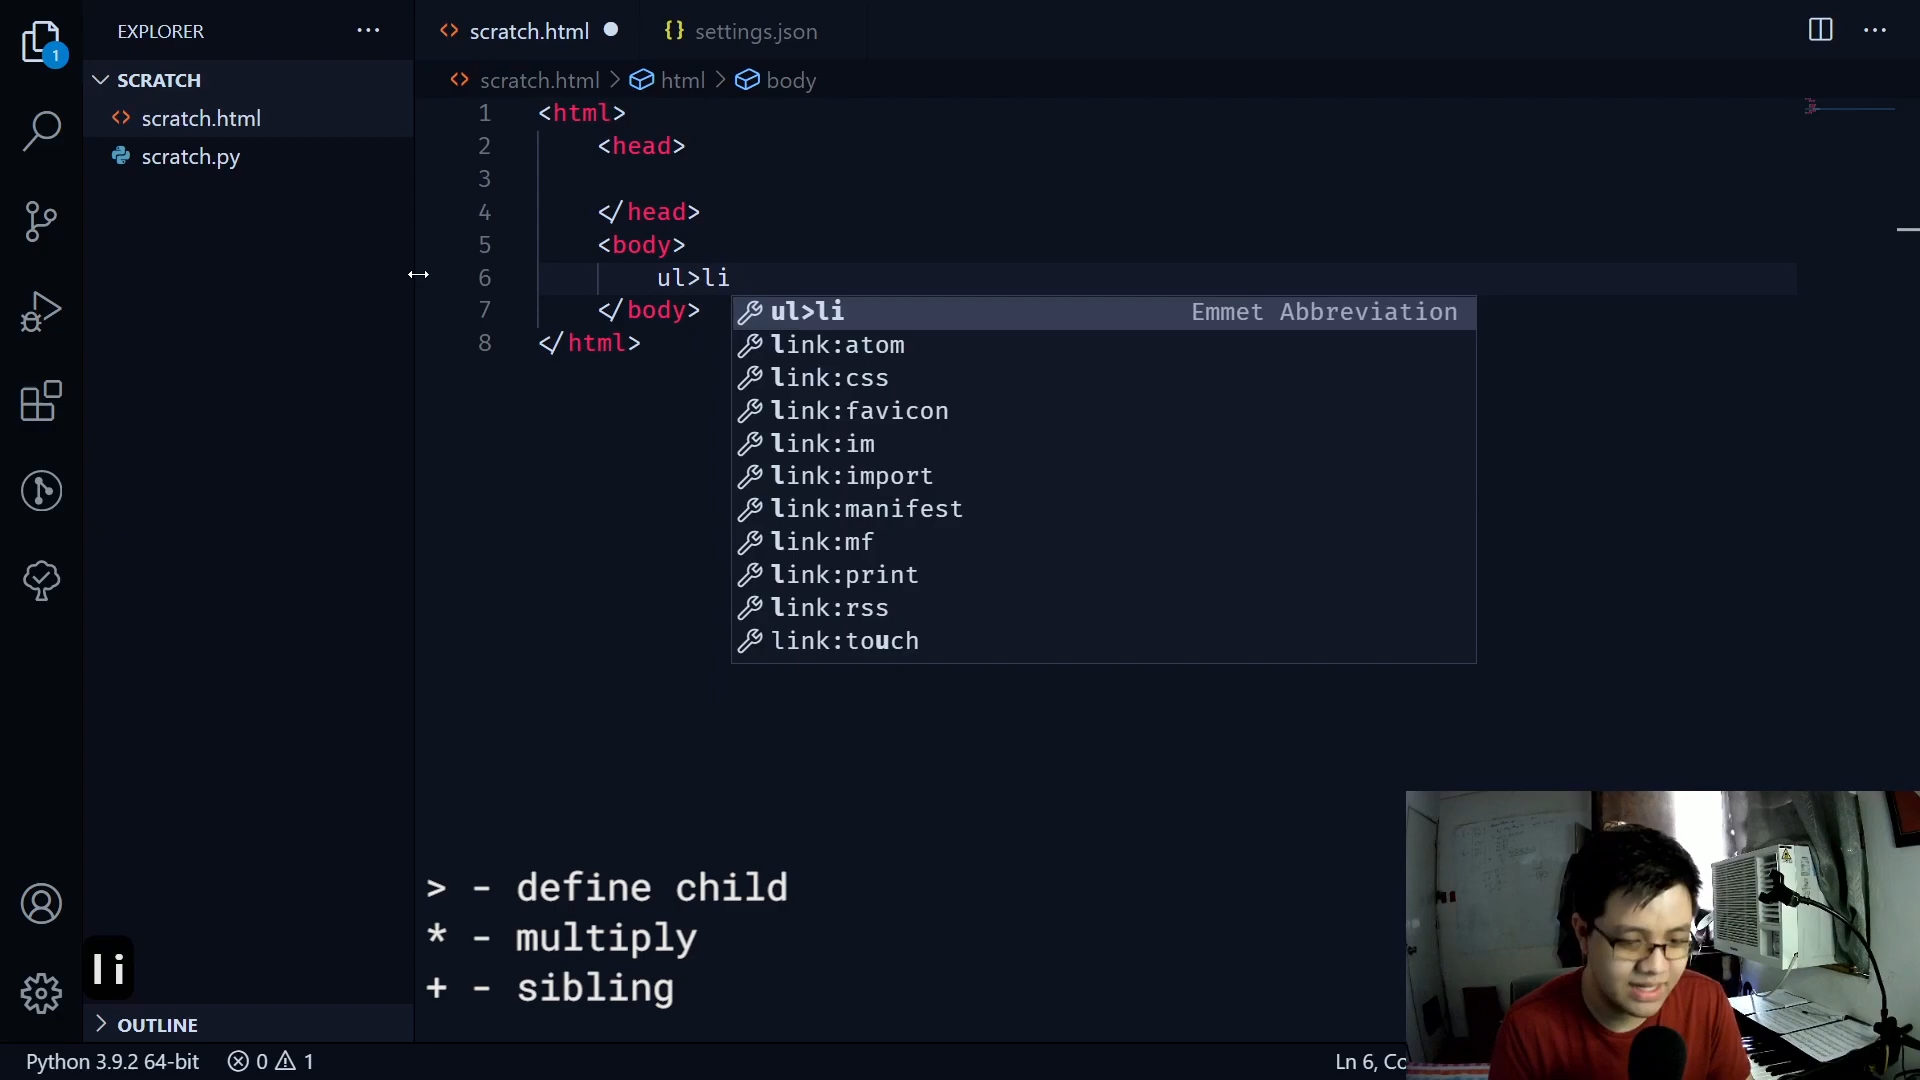 1
EXPLORER
scratch.html
{} settings.json
SCRATCH
scratch.html > html > body
scratch.html
scratch.py
1 <html>
2 <head>
3
4 </head>
5 <body>
6 ul>li
7 </body>
8 </html>
ul>li Emmet Abbreviation
link:atom
link:css
link:favicon
link:im
link:import
link:manifest
link:mf
link:print
link:rss
link:touch
> - define child
* - multiply
+ - sibling
li
OUTLINE
Python 3.9.2 64-bit 0 1
Ln 6, Co